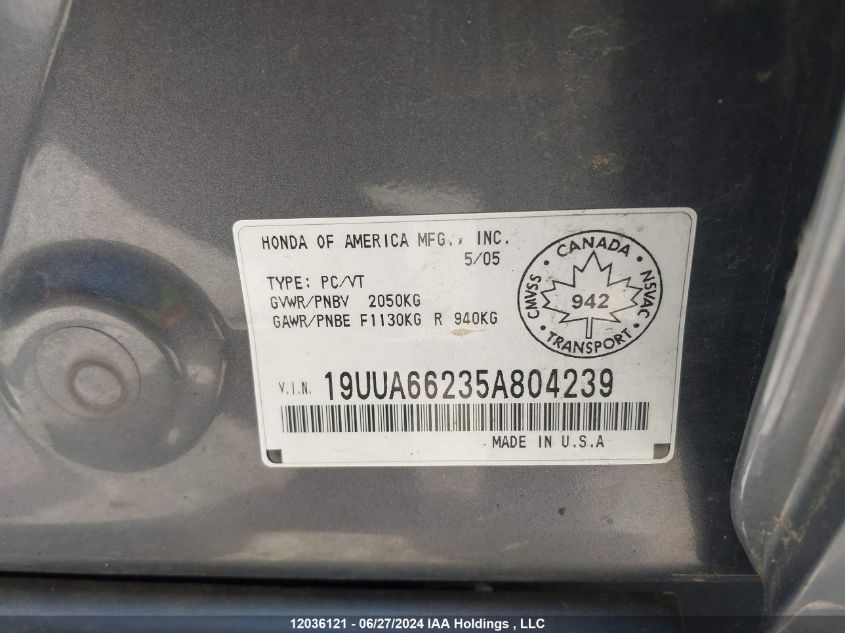 HONDA OF AMERICA MFG., INC.
5/05
TYPE: PC/VT
GVWR/PNBV 2050KG
GAWR/PNBE F1130KG R 940KG
CANADA
CMVSS
942
NSVAC
TRANSPORT
V.I.N. 19UUA66235A804239
MADE IN U.S.A
12036121 - 06/27/2024 IAA Holdings , LLC